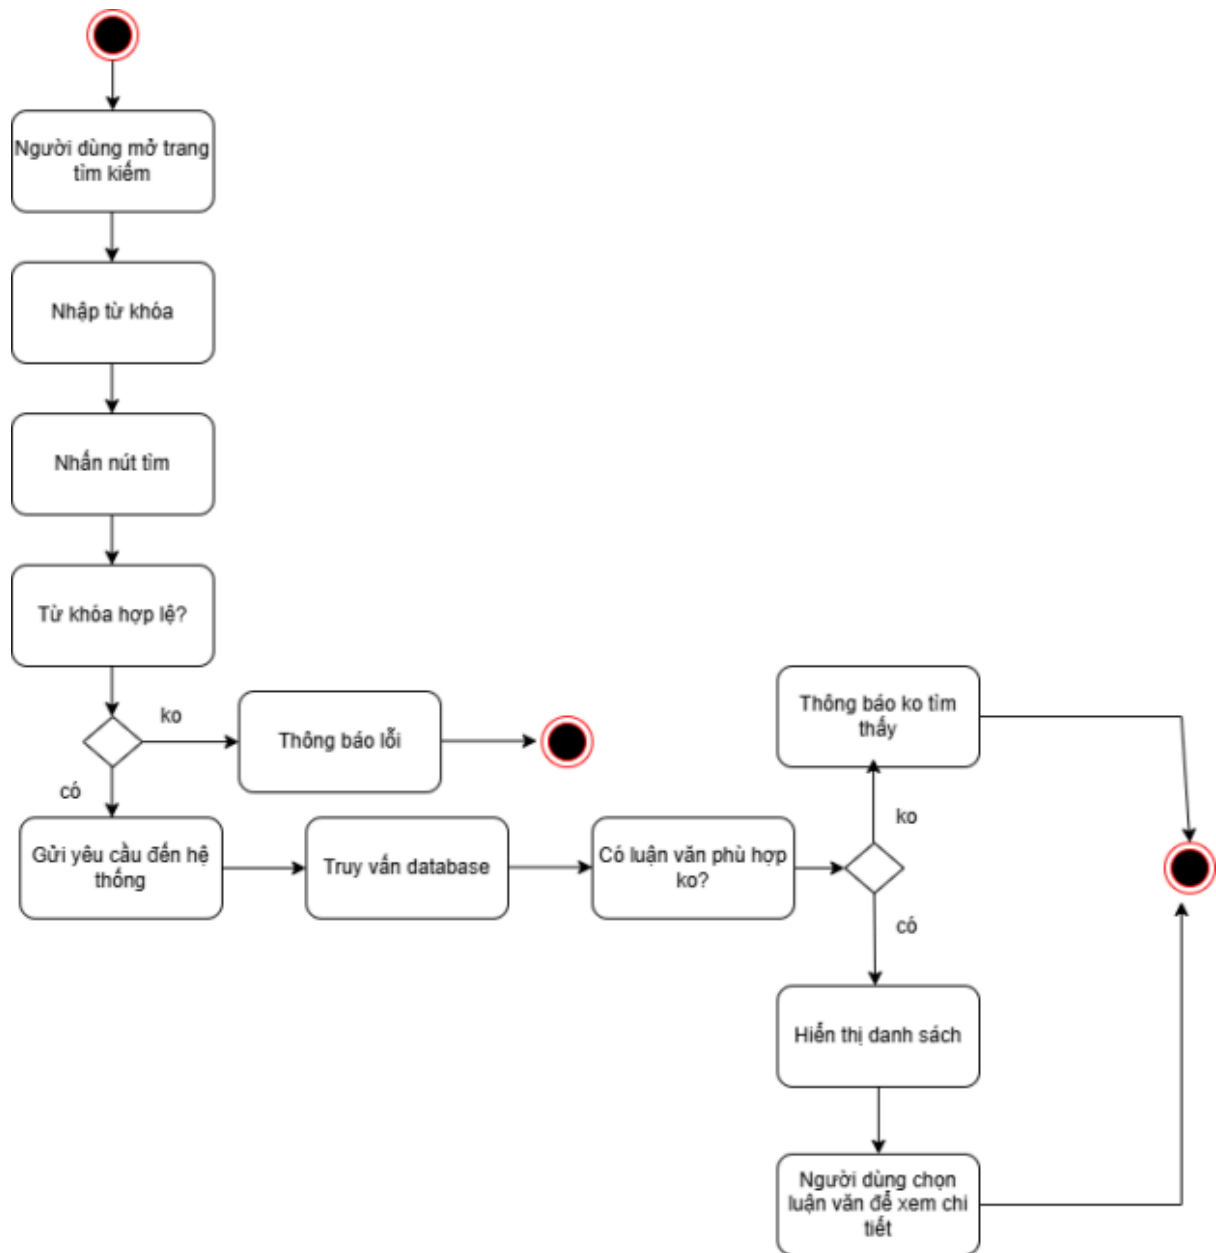 Người dùng mở trang
tìm kiếm
Nhập từ khóa
Nhấn nút tìm
Từ khóa hợp lệ?
ko
Thông báo lỗi
có
Gửi yêu cầu đến hệ
thống
Truy vấn database
Có luận văn phù hợp
ko?
Thông báo ko tìm
thấy
ko
có
Hiển thị danh sách
Người dùng chọn
luận văn để xem chi
tiết